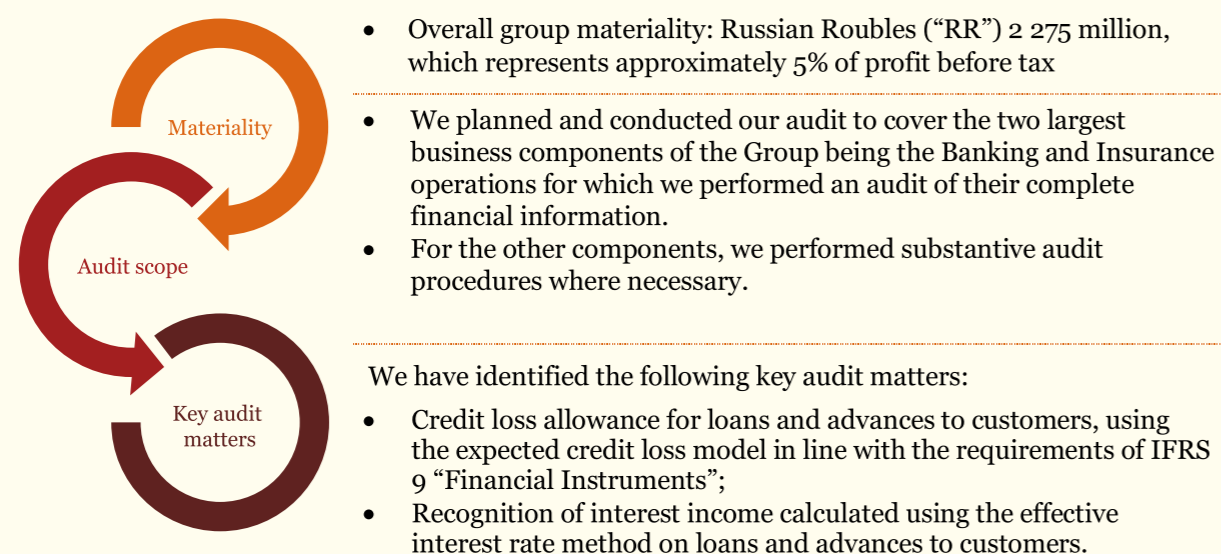 Materiality
• Overall group materiality: Russian Roubles (“RR”) 2 275 million,
which represents approximately 5% of profit before tax
Audit scope
• We planned and conducted our audit to cover the two largest
business components of the Group being the Banking and Insurance
operations for which we performed an audit of their complete
financial information.
• For the other components, we performed substantive audit
procedures where necessary.
Key audit
matters
We have identified the following key audit matters:
• Credit loss allowance for loans and advances to customers, using
the expected credit loss model in line with the requirements of IFRS
9 “Financial Instruments”;
• Recognition of interest income calculated using the effective
interest rate method on loans and advances to customers.